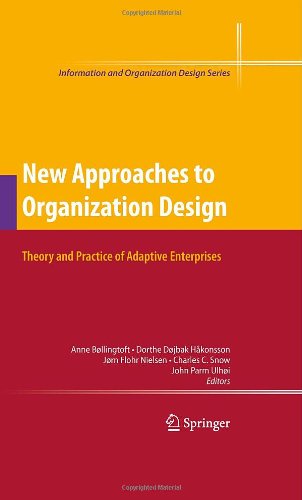 Information and Organization Design Series
New Approaches to
Organization Design
Theory and Practice of Adaptive Enterprises
Anne Bøllingtoft · Dorthe Døjbak Håkonsson
Jørn Flohr Nielsen · Charles C. Snow
John Parm Ulhøi
Editors
Springer